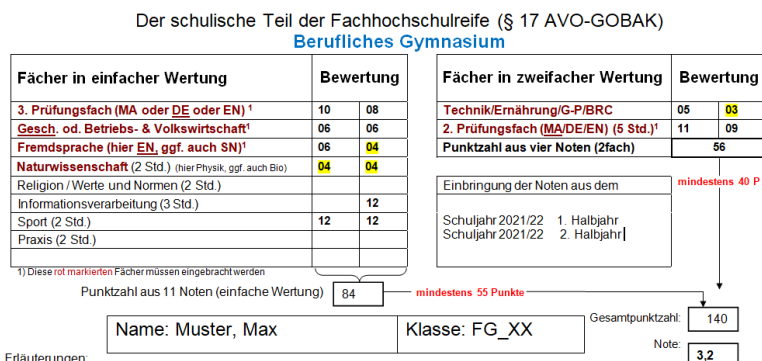 Der schulische Teil der Fachhochschulreife (§ 17 AVO-GOBAK)
Berufliches Gymnasium
Fächer in einfacher Wertung Bewertung
3. Prüfungsfach (MA oder DE oder EN) 1 10 08
Gesch. od. Betriebs- & Volkswirtschaft1 06 06
Fremdsprache (hier EN, ggf. auch SN)1 06 04
Naturwissenschaft (2 Std.) (hier Physik, ggf. auch Bio) 04 04
Religion / Werte und Normen (2 Std.)
Informationsverarbeitung (3 Std.) 12
Sport (2 Std.) 12 12
Praxis (2 Std.)
1) Diese rot markierten Fächer müssen eingebracht werden
Fächer in zweifacher Wertung Bewertung
Technik/Ernährung/G-P/BRC 05 03
2. Prüfungsfach (MA/DE/EN) (5 Std.)1 11 09
Punktzahl aus vier Noten (2fach) 56
mindestens 40 P
Einbringung der Noten aus dem
Schuljahr 2021/22 1. Halbjahr
Schuljahr 2021/22 2. Halbjahr
Punktzahl aus 11 Noten (einfache Wertung) 84 mindestens 55 Punkte
Gesamtpunktzahl: 140
Name: Muster, Max Klasse: FG_XX
Note: 3,2
Erläuterungen: